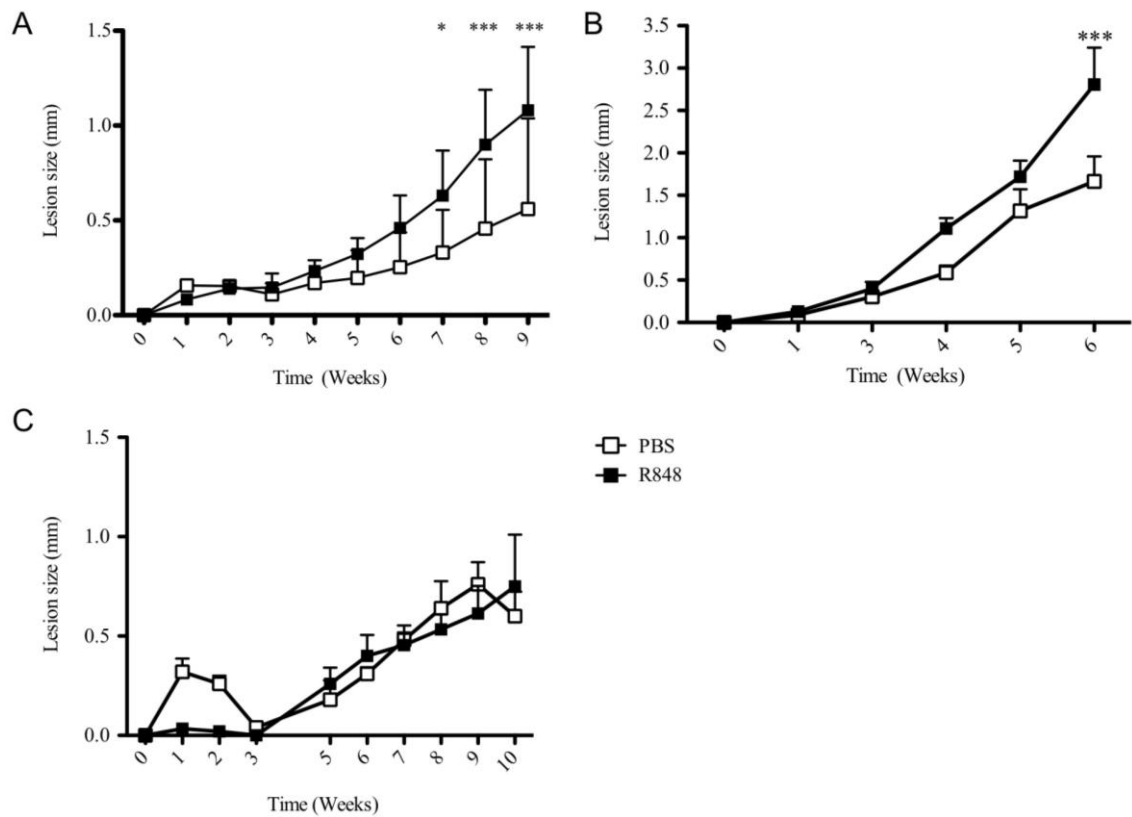 A
Lesion size (mm)
1.5
1.0
0.5
0.0
* *** ***
0 1 2 3 4 5 6 7 8 9
Time (Weeks)
B
Lesion size (mm)
3.5
3.0
2.5
2.0
1.5
1.0
0.5
0.0
***
0 1 3 4 5 6
Time (Weeks)
C
Lesion size (mm)
1.5
1.0
0.5
0.0
0 1 2 3 5 6 7 8 9 10
Time (Weeks)
PBS
R848